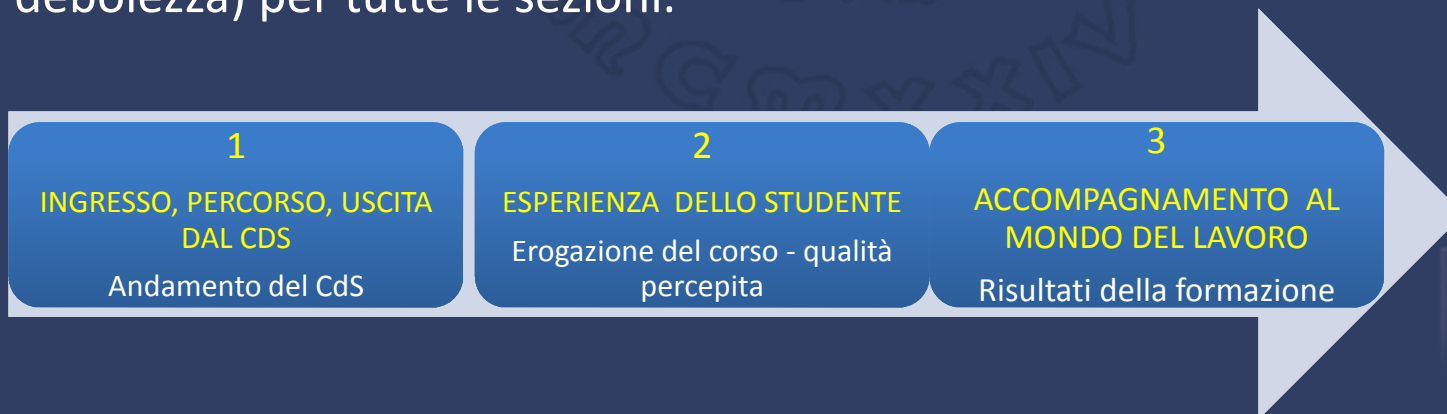 debolezza) per tutte le sezioni.
1
INGRESSO, PERCORSO, USCITA
DAL CDS
Andamento del CdS
2
ESPERIENZA DELLO STUDENTE
Erogazione del corso - qualità
percepita
3
ACCOMPAGNAMENTO AL
MONDO DEL LAVORO
Risultati della formazione